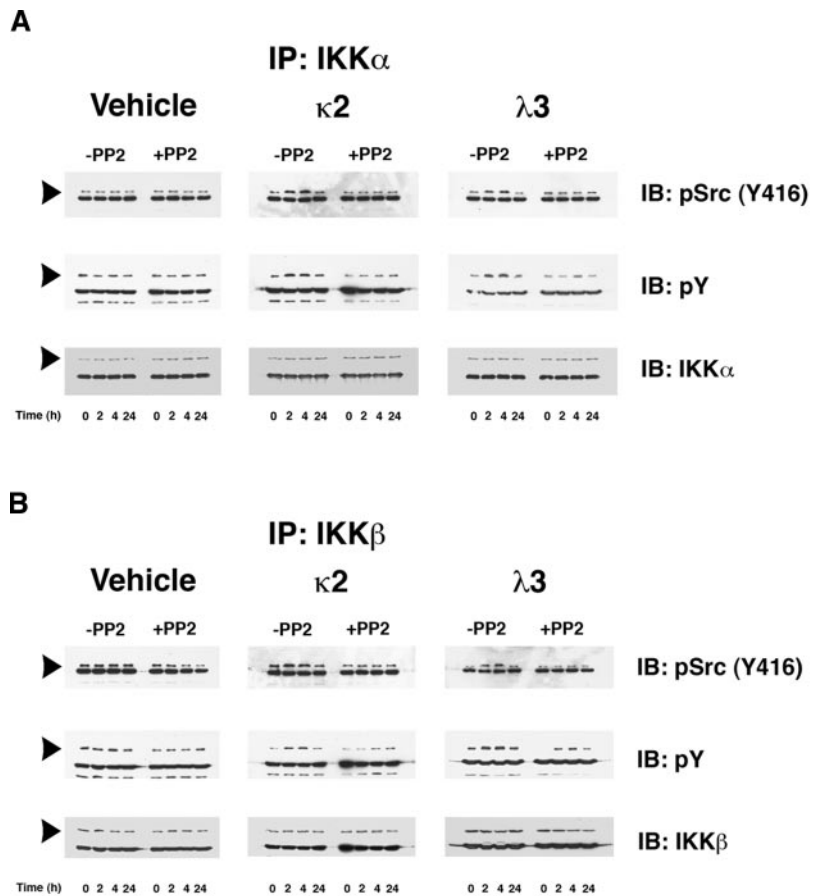 A
IP: IKKα
Vehicle κ2 λ3
-PP2 +PP2 -PP2 +PP2 -PP2 +PP2
IB: pSrc (Y416)
IB: pY
IB: IKKα
Time (h) 0 2 4 24 0 2 4 24 0 2 4 24 0 2 4 24 0 2 4 24 0 2 4 24
B
IP: IKKβ
Vehicle κ2 λ3
-PP2 +PP2 -PP2 +PP2 -PP2 +PP2
IB: pSrc (Y416)
IB: pY
IB: IKKβ
Time (h) 0 2 4 24 0 2 4 24 0 2 4 24 0 2 4 24 0 2 4 24 0 2 4 24